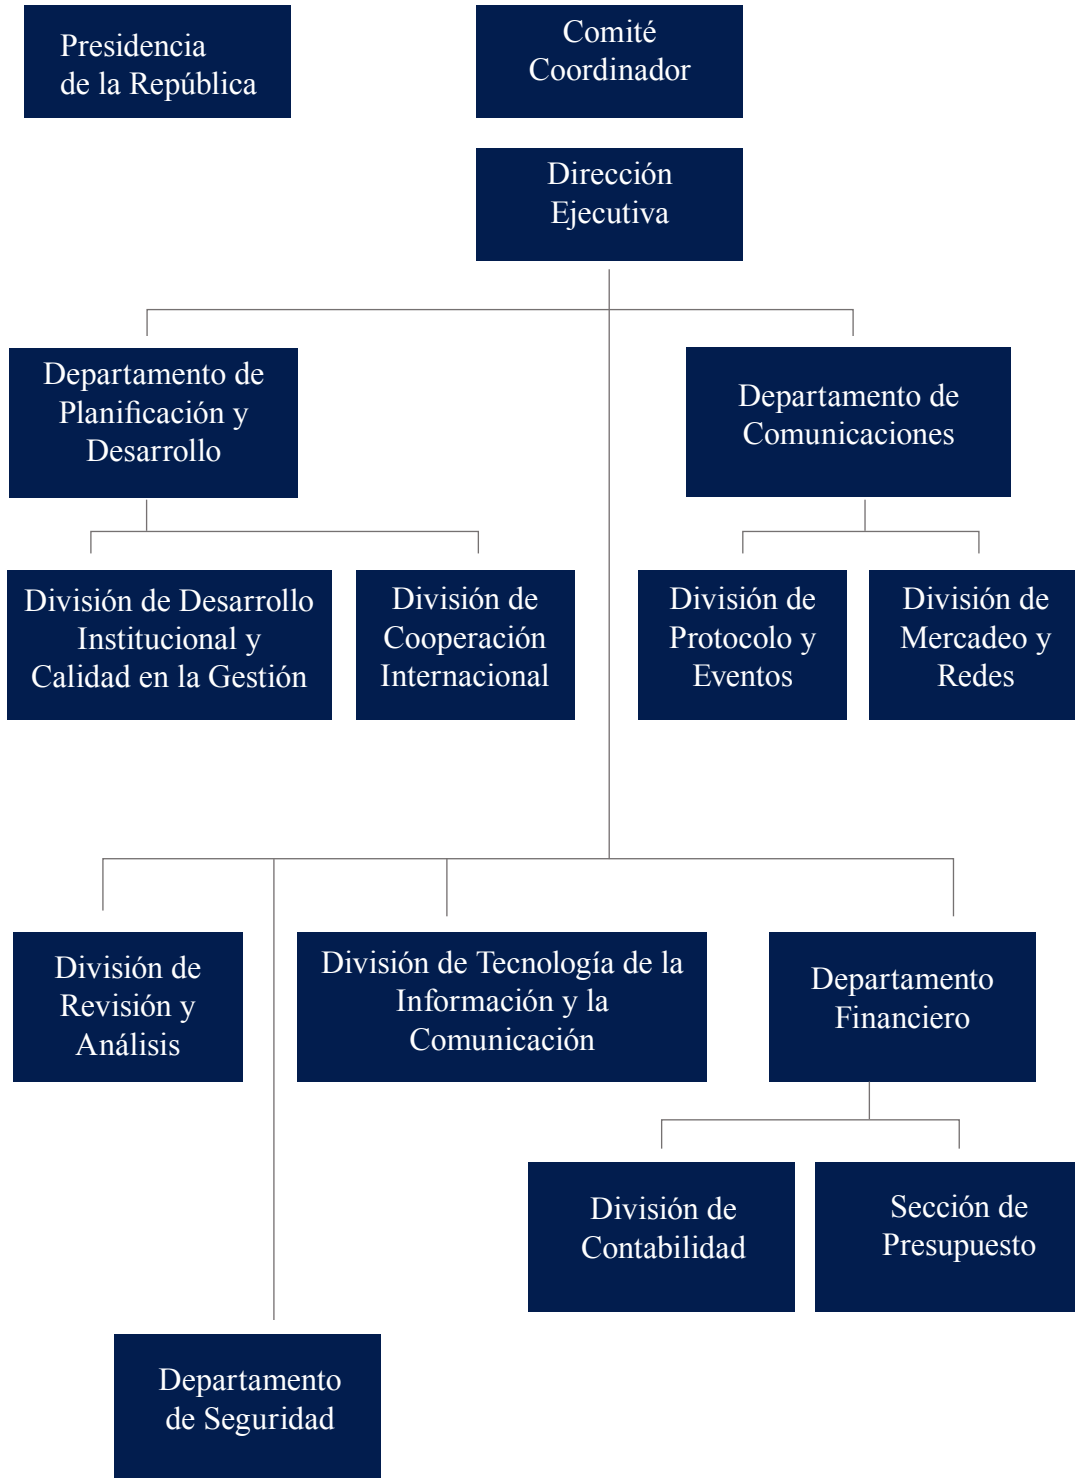 Presidencia
de la República
Comité
Coordinador
Dirección
Ejecutiva
Departamento de
Planificación y
Desarrollo
Departamento de
Comunicaciones
División de Desarrollo
Institucional y
Calidad en la Gestión
División de
Cooperación
Internacional
División de
Protocolo y
Eventos
División de
Mercadeo y
Redes
División de
Revisión y
Análisis
División de Tecnología de la
Información y la
Comunicación
Departamento
Financiero
División de
Contabilidad
Sección de
Presupuesto
Departamento
de Seguridad